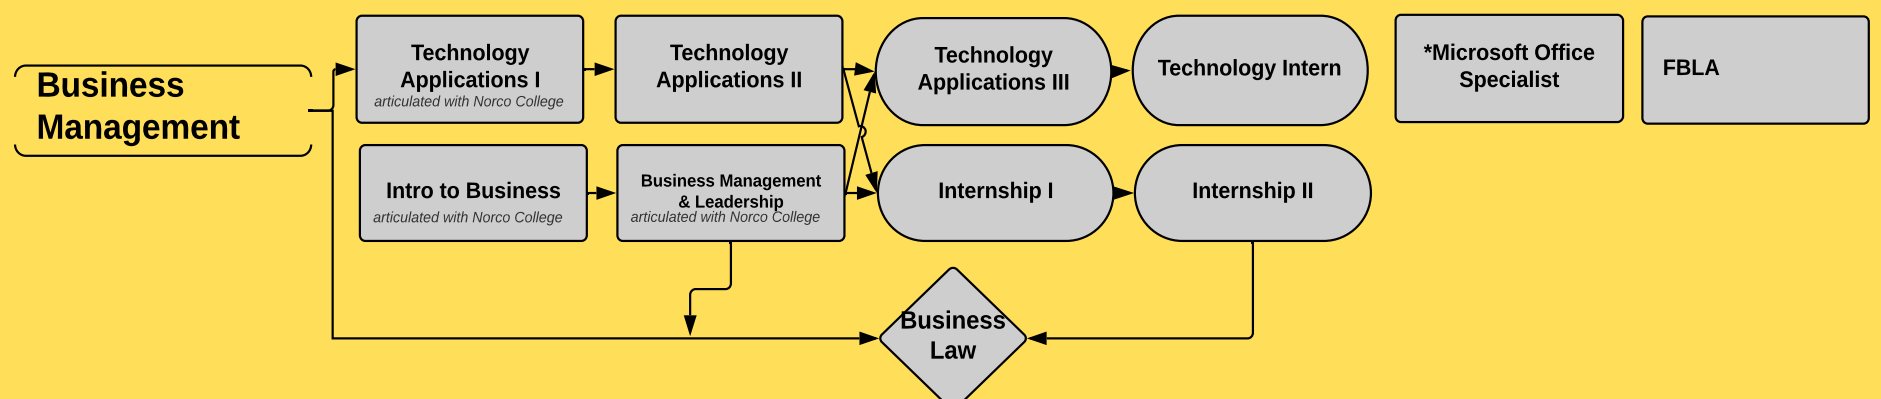 Business
Management
Technology
Applications I
articulated with Norco College
Technology
Applications II
Technology
Applications III
Technology Intern
*Microsoft Office
Specialist
FBLA
Intro to Business
articulated with Norco College
Business Management
& Leadership
articulated with Norco College
Internship I
Internship II
Business
Law